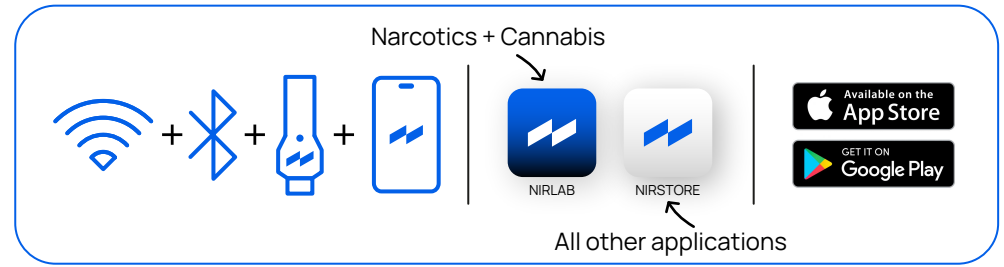 Narcotics + Cannabis
NIRLAB
NIRSTORE
All other applications
Available on the
App Store
GET IT ON
Google Play